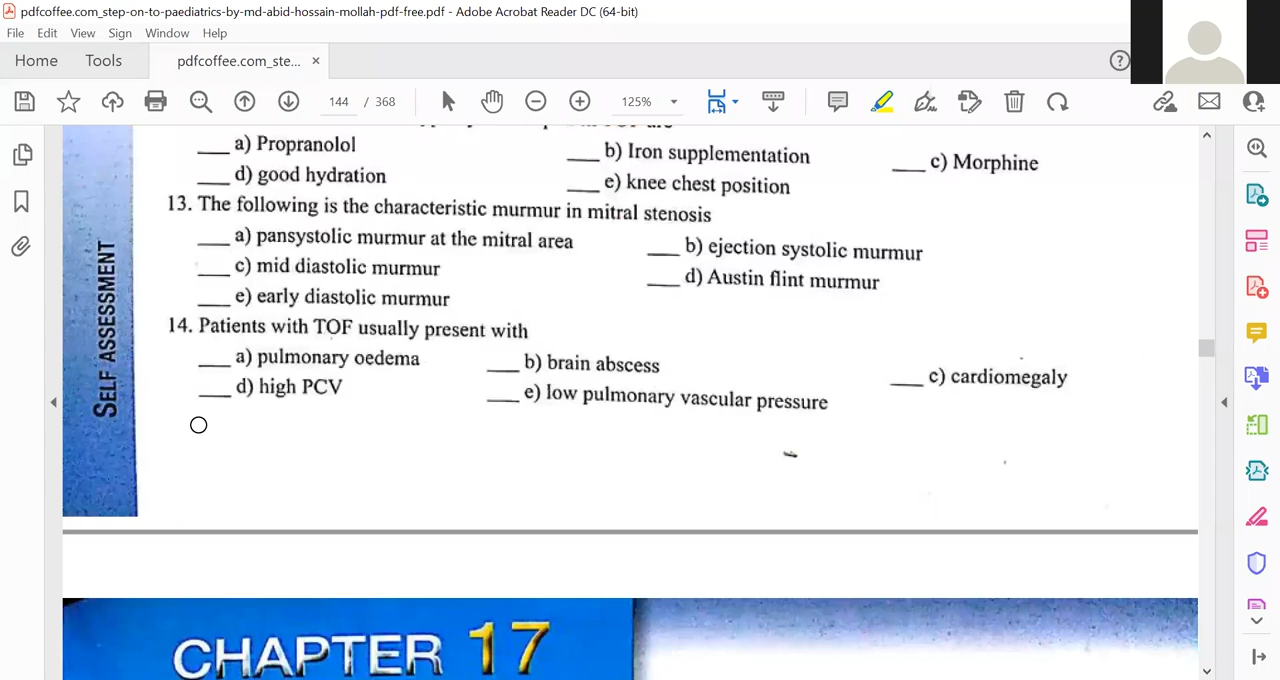 pdfcoffee.com_step-on-to-paediatrics-by-md-abid-hossain-mollah-pdf-free.pdf - Adobe Acrobat Reader DC (64-bit)
File Edit View Sign Window Help
Home Tools pdfcoffee.com_ste... ×
144 / 368 125%
SELF ASSESSMENT
___ a) Propranolol ___ b) Iron supplementation ___ c) Morphine
___ d) good hydration ___ e) knee chest position
13. The following is the characteristic murmur in mitral stenosis
___ a) pansystolic murmur at the mitral area ___ b) ejection systolic murmur
___ c) mid diastolic murmur ___ d) Austin flint murmur
___ e) early diastolic murmur
14. Patients with TOF usually present with
___ a) pulmonary oedema ___ b) brain abscess ___ c) cardiomegaly
___ d) high PCV ___ e) low pulmonary vascular pressure
CHAPTER 17